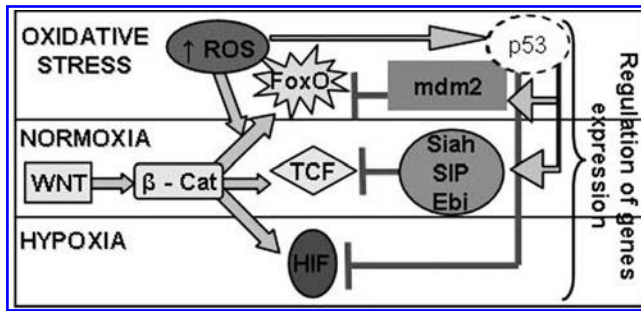 OXIDATIVE
STRESS
↑ ROS
FoxO
mdm2
p53
NORMOXIA
WNT
β - Cat
TCF
Siah
SIP
Ebi
HYPOXIA
HIF
Regulation of genes
expression